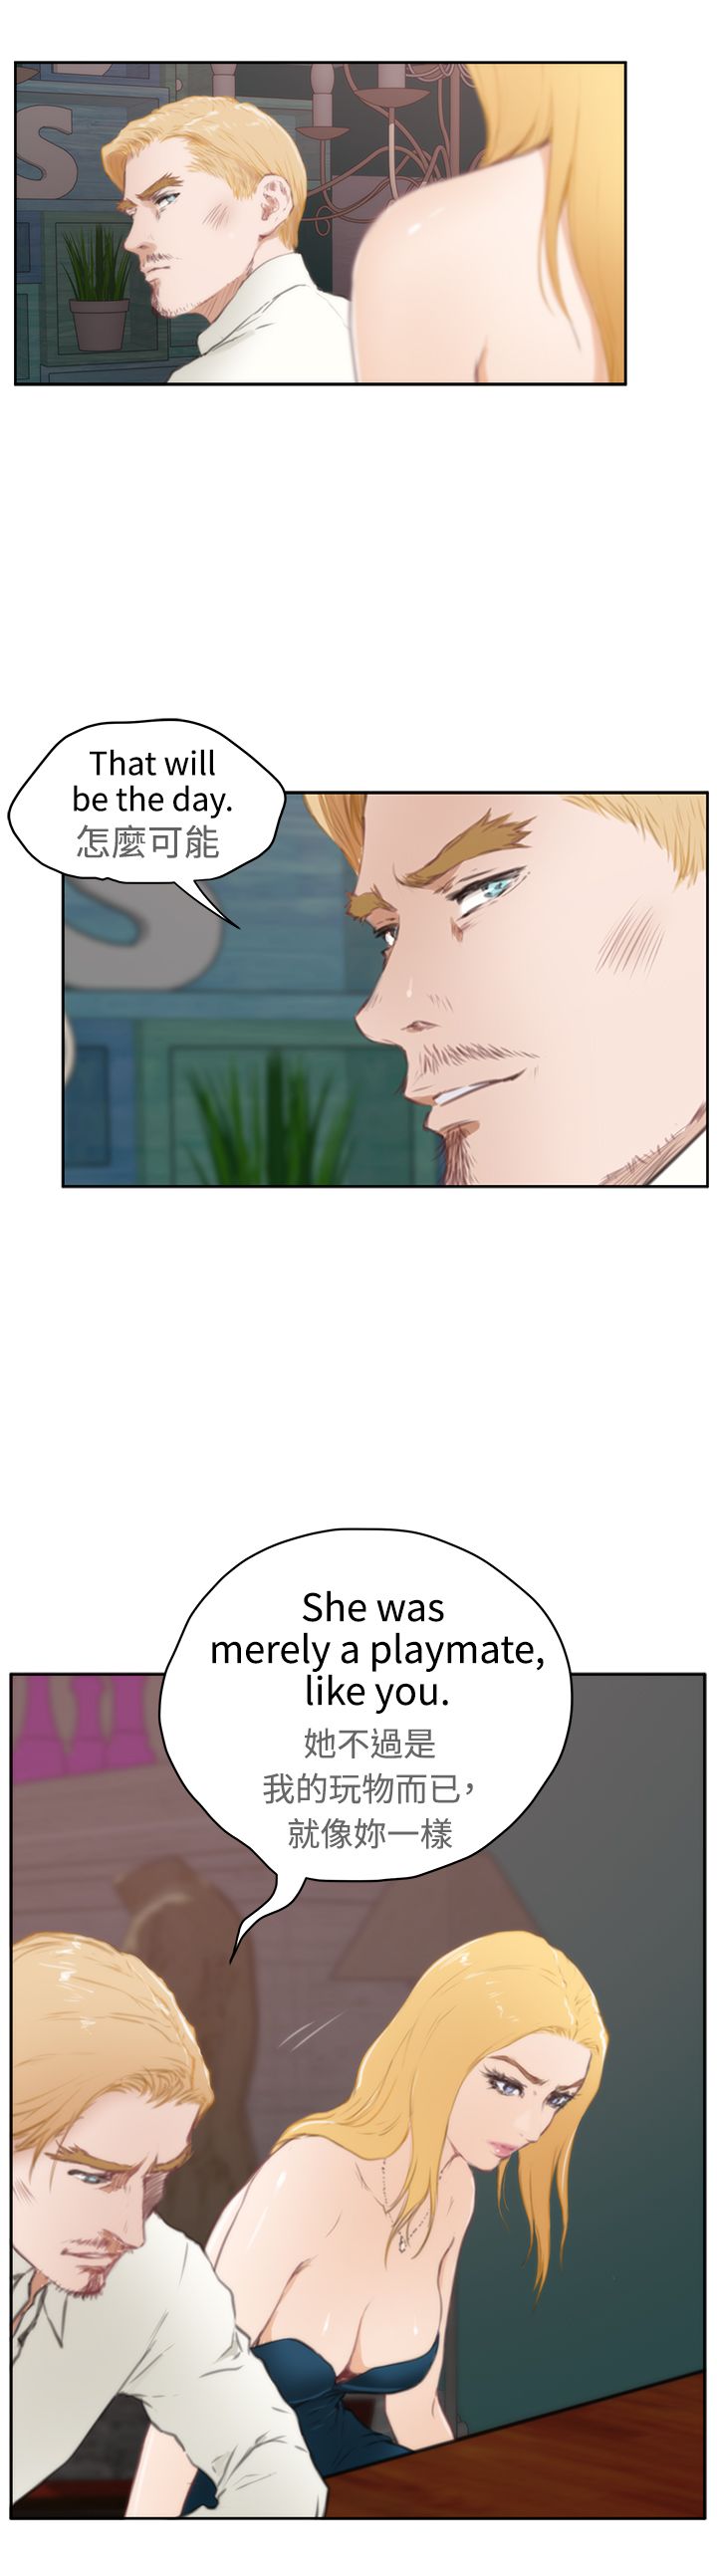 That will
be the day.
怎麼可能
She was
merely a playmate,
like you.
她不過是
我的玩物而已，
就像妳一樣